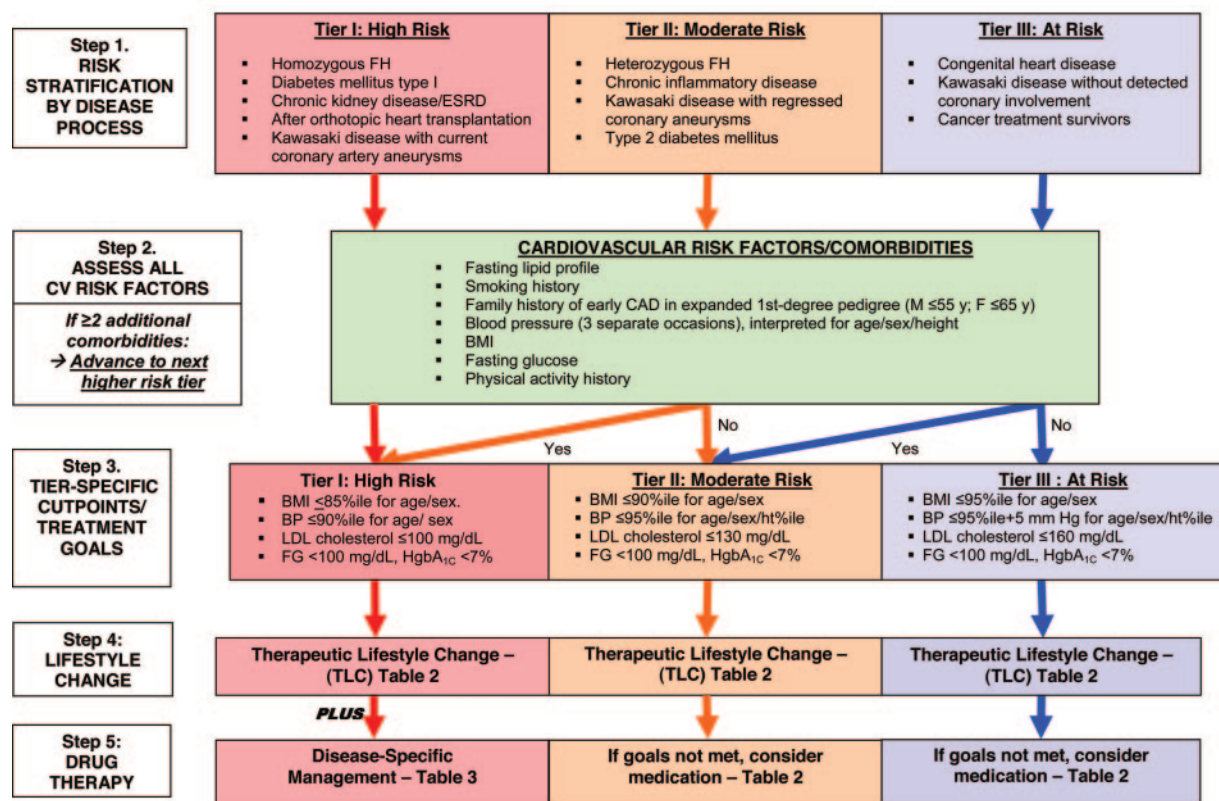 Step 1.
RISK
STRATIFICATION
BY DISEASE
PROCESS
Tier I: High Risk
▪ Homozygous FH
▪ Diabetes mellitus type I
▪ Chronic kidney disease/ESRD
▪ After orthotopic heart transplantation
▪ Kawasaki disease with current
coronary artery aneurysms
Tier II: Moderate Risk
▪ Heterozygous FH
▪ Chronic inflammatory disease
▪ Kawasaki disease with regressed
coronary aneurysms
▪ Type 2 diabetes mellitus
Tier III: At Risk
▪ Congenital heart disease
▪ Kawasaki disease without detected
coronary involvement
▪ Cancer treatment survivors
Step 2.
ASSESS ALL
CV RISK FACTORS
If ≥2 additional
comorbidities:
→ Advance to next
higher risk tier
CARDIOVASCULAR RISK FACTORS/COMORBIDITIES
▪ Fasting lipid profile
▪ Smoking history
▪ Family history of early CAD in expanded 1st-degree pedigree (M ≤55 y; F ≤65 y)
▪ Blood pressure (3 separate occasions), interpreted for age/sex/height
▪ BMI
▪ Fasting glucose
▪ Physical activity history
Yes
No
Yes
No
Step 3.
TIER-SPECIFIC
CUTPOINTS/
TREATMENT
GOALS
Tier I: High Risk
▪ BMI ≤85%ile for age/sex.
▪ BP ≤90%ile for age/ sex
▪ LDL cholesterol ≤100 mg/dL
▪ FG <100 mg/dL, HgbA1C <7%
Tier II: Moderate Risk
▪ BMI ≤90%ile for age/sex
▪ BP ≤95%ile for age/sex/ht%ile
▪ LDL cholesterol ≤130 mg/dL
▪ FG <100 mg/dL, HgbA1C <7%
Tier III : At Risk
▪ BMI ≤95%ile for age/sex
▪ BP ≤95%ile+5 mm Hg for age/sex/ht%ile
▪ LDL cholesterol ≤160 mg/dL
▪ FG <100 mg/dL, HgbA1C <7%
Step 4:
LIFESTYLE
CHANGE
Therapeutic Lifestyle Change –
(TLC) Table 2
Therapeutic Lifestyle Change –
(TLC) Table 2
Therapeutic Lifestyle Change –
(TLC) Table 2
PLUS
Step 5:
DRUG
THERAPY
Disease-Specific
Management – Table 3
If goals not met, consider
medication – Table 2
If goals not met, consider
medication – Table 2